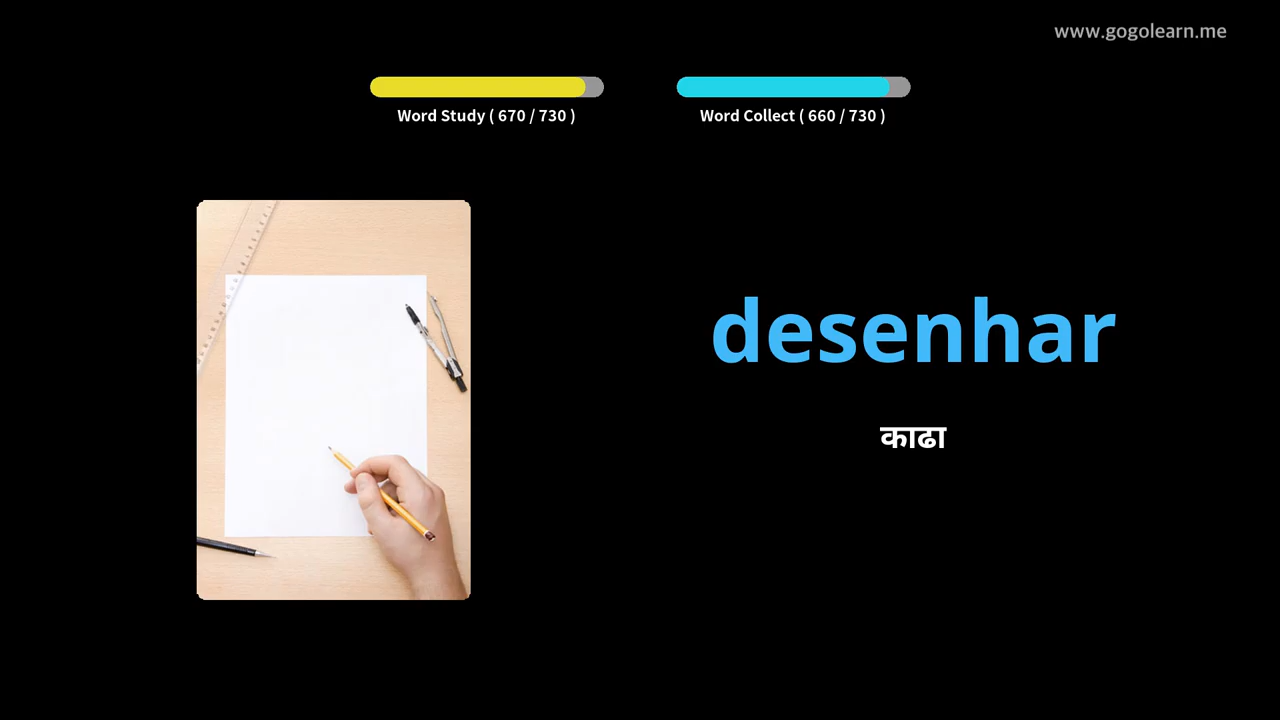 www.gogolearn.me
Word Study ( 670 / 730 )
Word Collect ( 660 / 730 )
desenhar
काढा